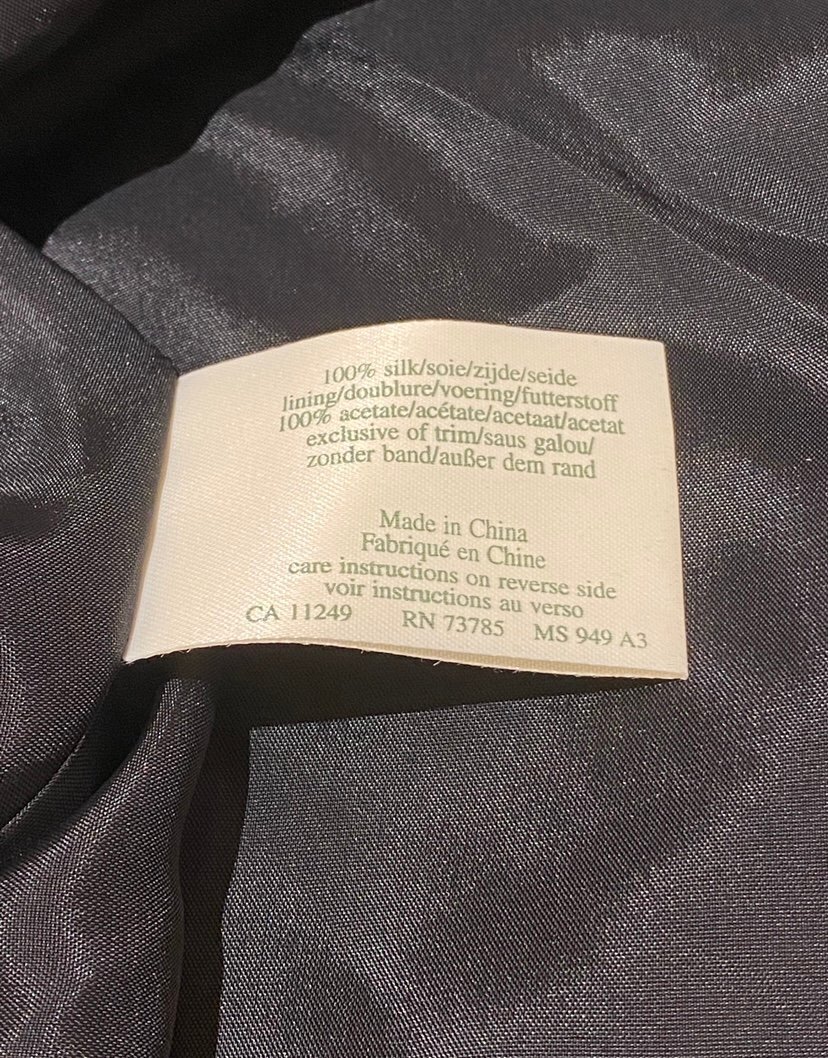 100% silk/soie/zijde/seide
lining/doublure/voering/futterstoff
100% acetate/acétate/acetaat/acetat
exclusive of trim/saus galou/
zonder band/außer dem rand
Made in China
Fabriqué en Chine
care instructions on reverse side
voir instructions au verso
CA 11249 RN 73785 MS 949 A3